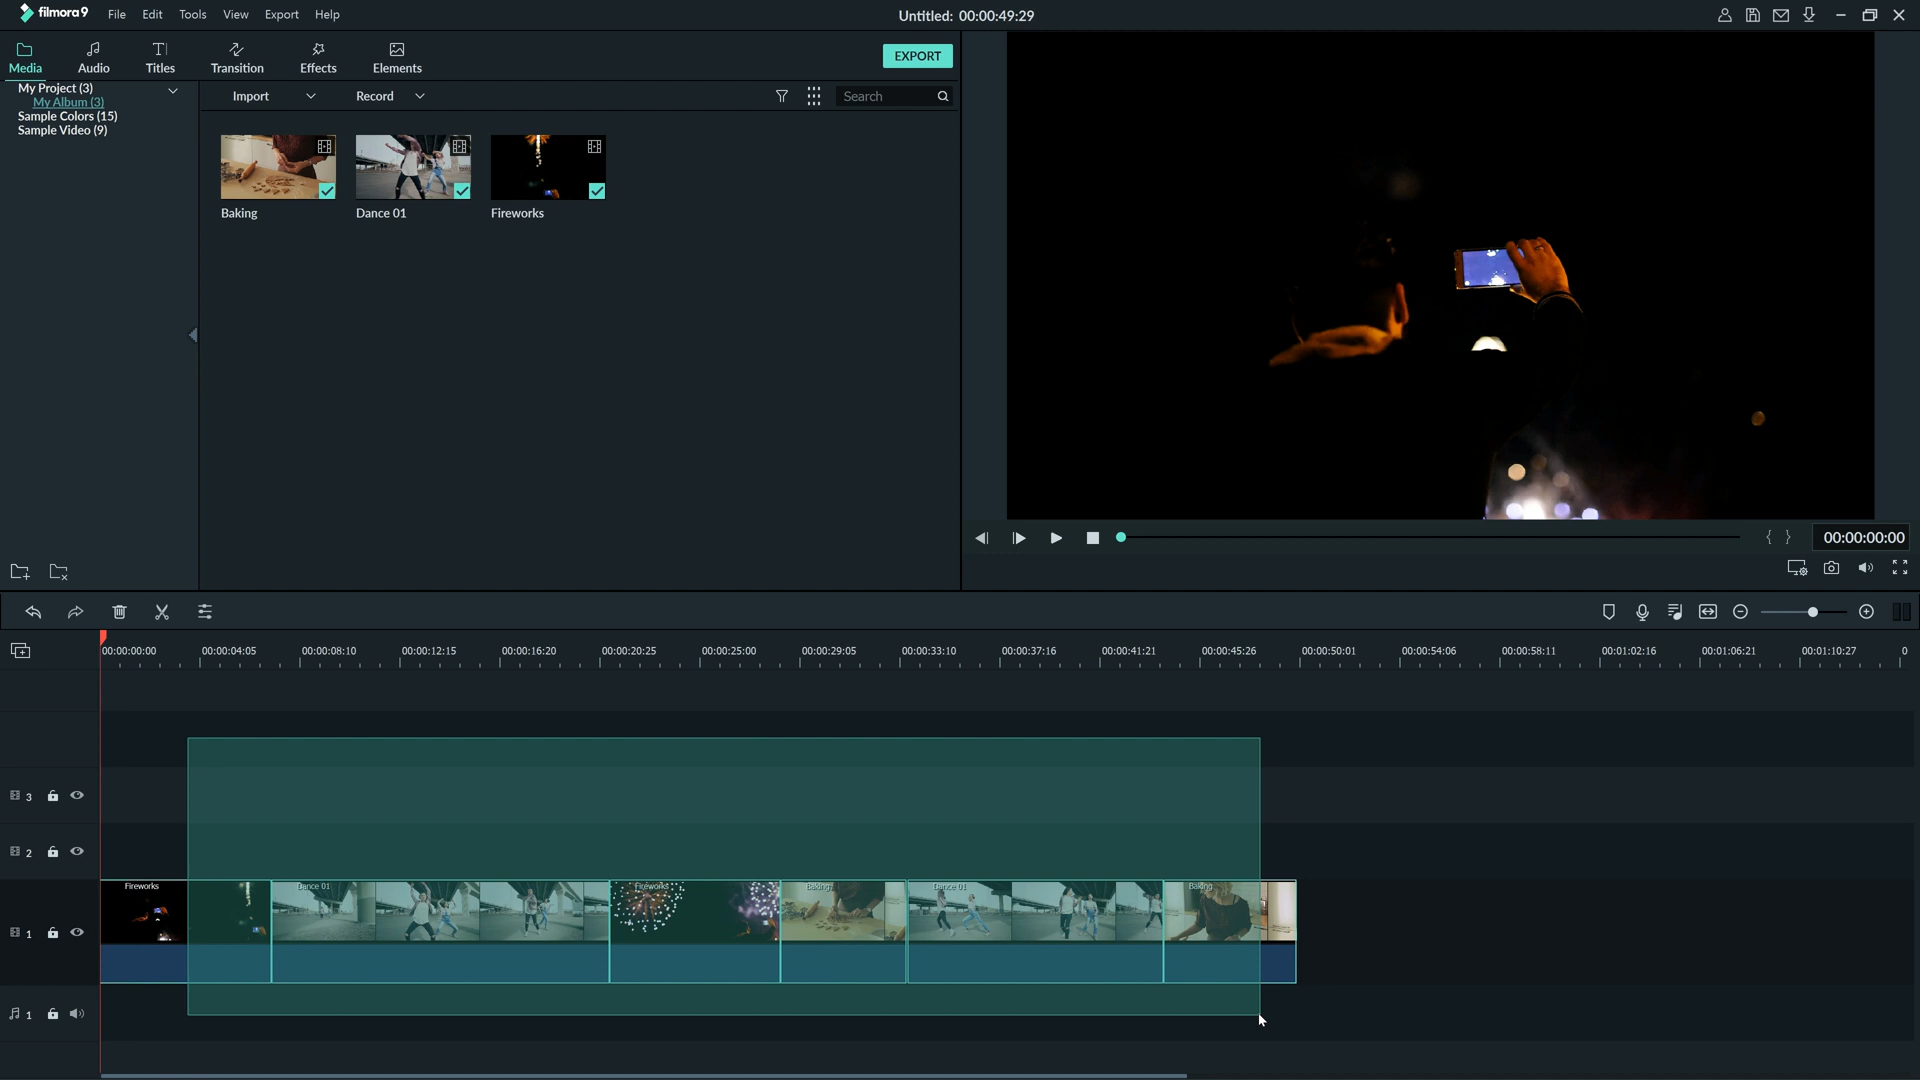 filmora9 File Edit Tools View Export Help Untitled: 00:00:49:29
Media Audio Titles Transition Effects Elements EXPORT
My Project (3)
My Album (3)
Sample Colors (15)
Sample Video (9)
Import Record Search
Baking Dance 01 Fireworks
00:00:00:00
00:00:00:00 00:00:04:05 00:00:08:10 00:00:12:15 00:00:16:20 00:00:20:25 00:00:25:00 00:00:29:05 00:00:33:10 00:00:37:16 00:00:41:21 00:00:45:26 00:00:50:01 00:00:54:06 00:00:58:11 00:01:02:16 00:01:06:21 00:01:10:27 0
3
2
Fireworks Dance 01 Fireworks Baking Dance 01 Baking
1
1